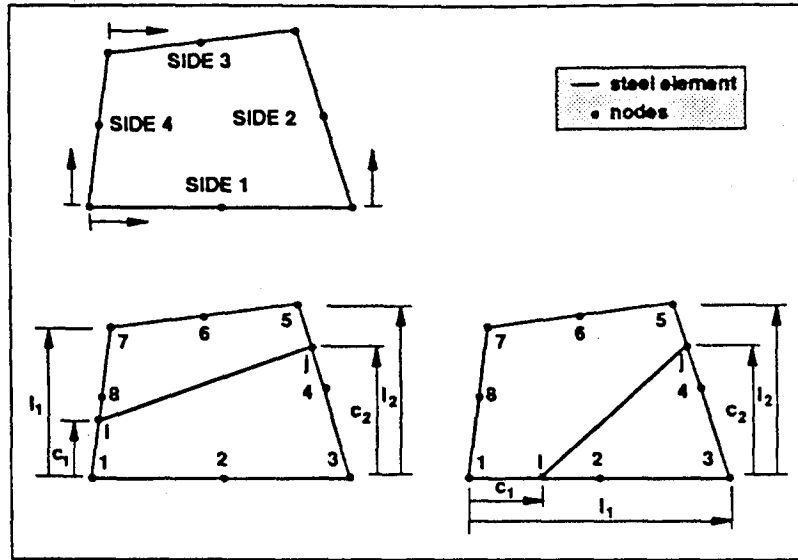 SIDE 3
steel element
nodes
SIDE 4
SIDE 2
SIDE 1
7
6
5
8
i
j
4
l₁
c₁
c₂
l₂
1
2
3
7
6
5
8
j
4
c₂
l₂
1
i
2
3
c₁
l₁